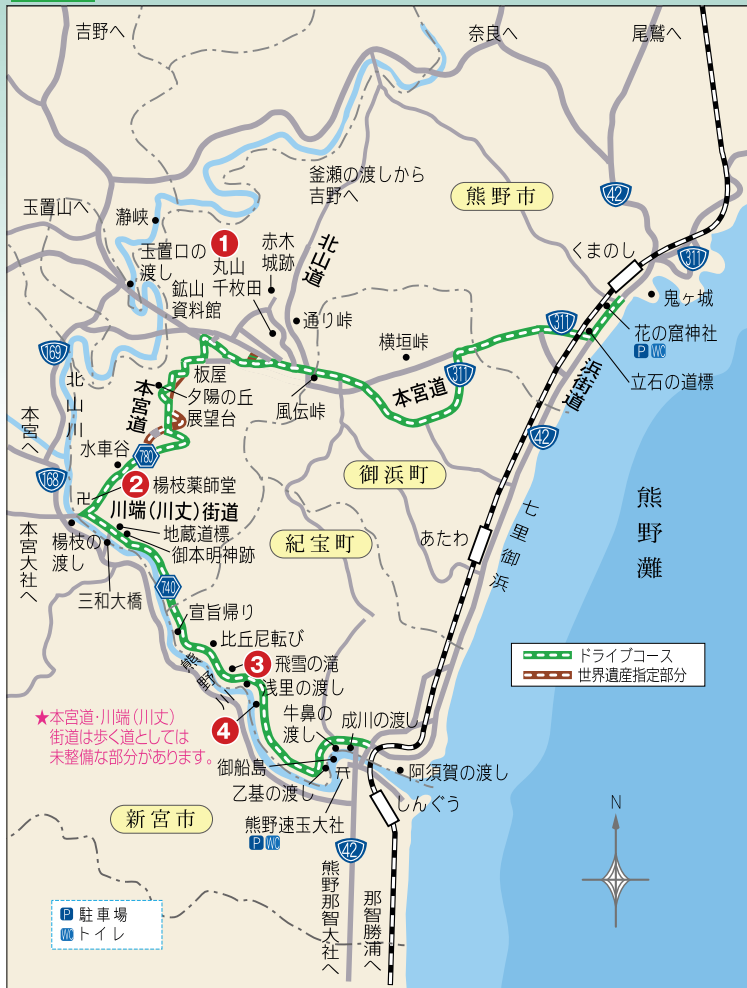 吉野へ
奈良へ
尾鷲へ
釜瀬の渡しから
吉野へ
熊野市
42
玉置山へ
瀞峡
1
玉置口の
渡し
丸山
千枚田
赤木
城跡
北山道
くまのし
311
鬼ヶ城
鉱山
資料館
通り峠
横垣峠
311
花の窟神社
P WC
立石の道標
169
板屋
夕陽の丘
展望台
本宮道
風伝峠
本宮道
311
浜街道
42
北山川
本宮へ
水車谷
780
御浜町
168
卍
2 楊枝薬師堂
川端(川丈)街道
地蔵道標
御本明神跡
紀宝町
あたわ
七里御浜
熊野灘
本宮大社へ
楊枝の
渡し
三和大橋
740
宣旨帰り
比丘尼転び
3 飛雪の滝
熊野川
浅里の渡し
ドライブコース
世界遺産指定部分
★本宮道・川端(川丈)
街道は歩く道としては
未整備な部分があります。
4
牛鼻の
渡し
成川の渡し
御船島
乙基の渡し
阿須賀の渡し
しんぐう
新宮市
熊野速玉大社
P WC
42
熊野那智大社へ
那智勝浦へ
N
P 駐車場
WC トイレ